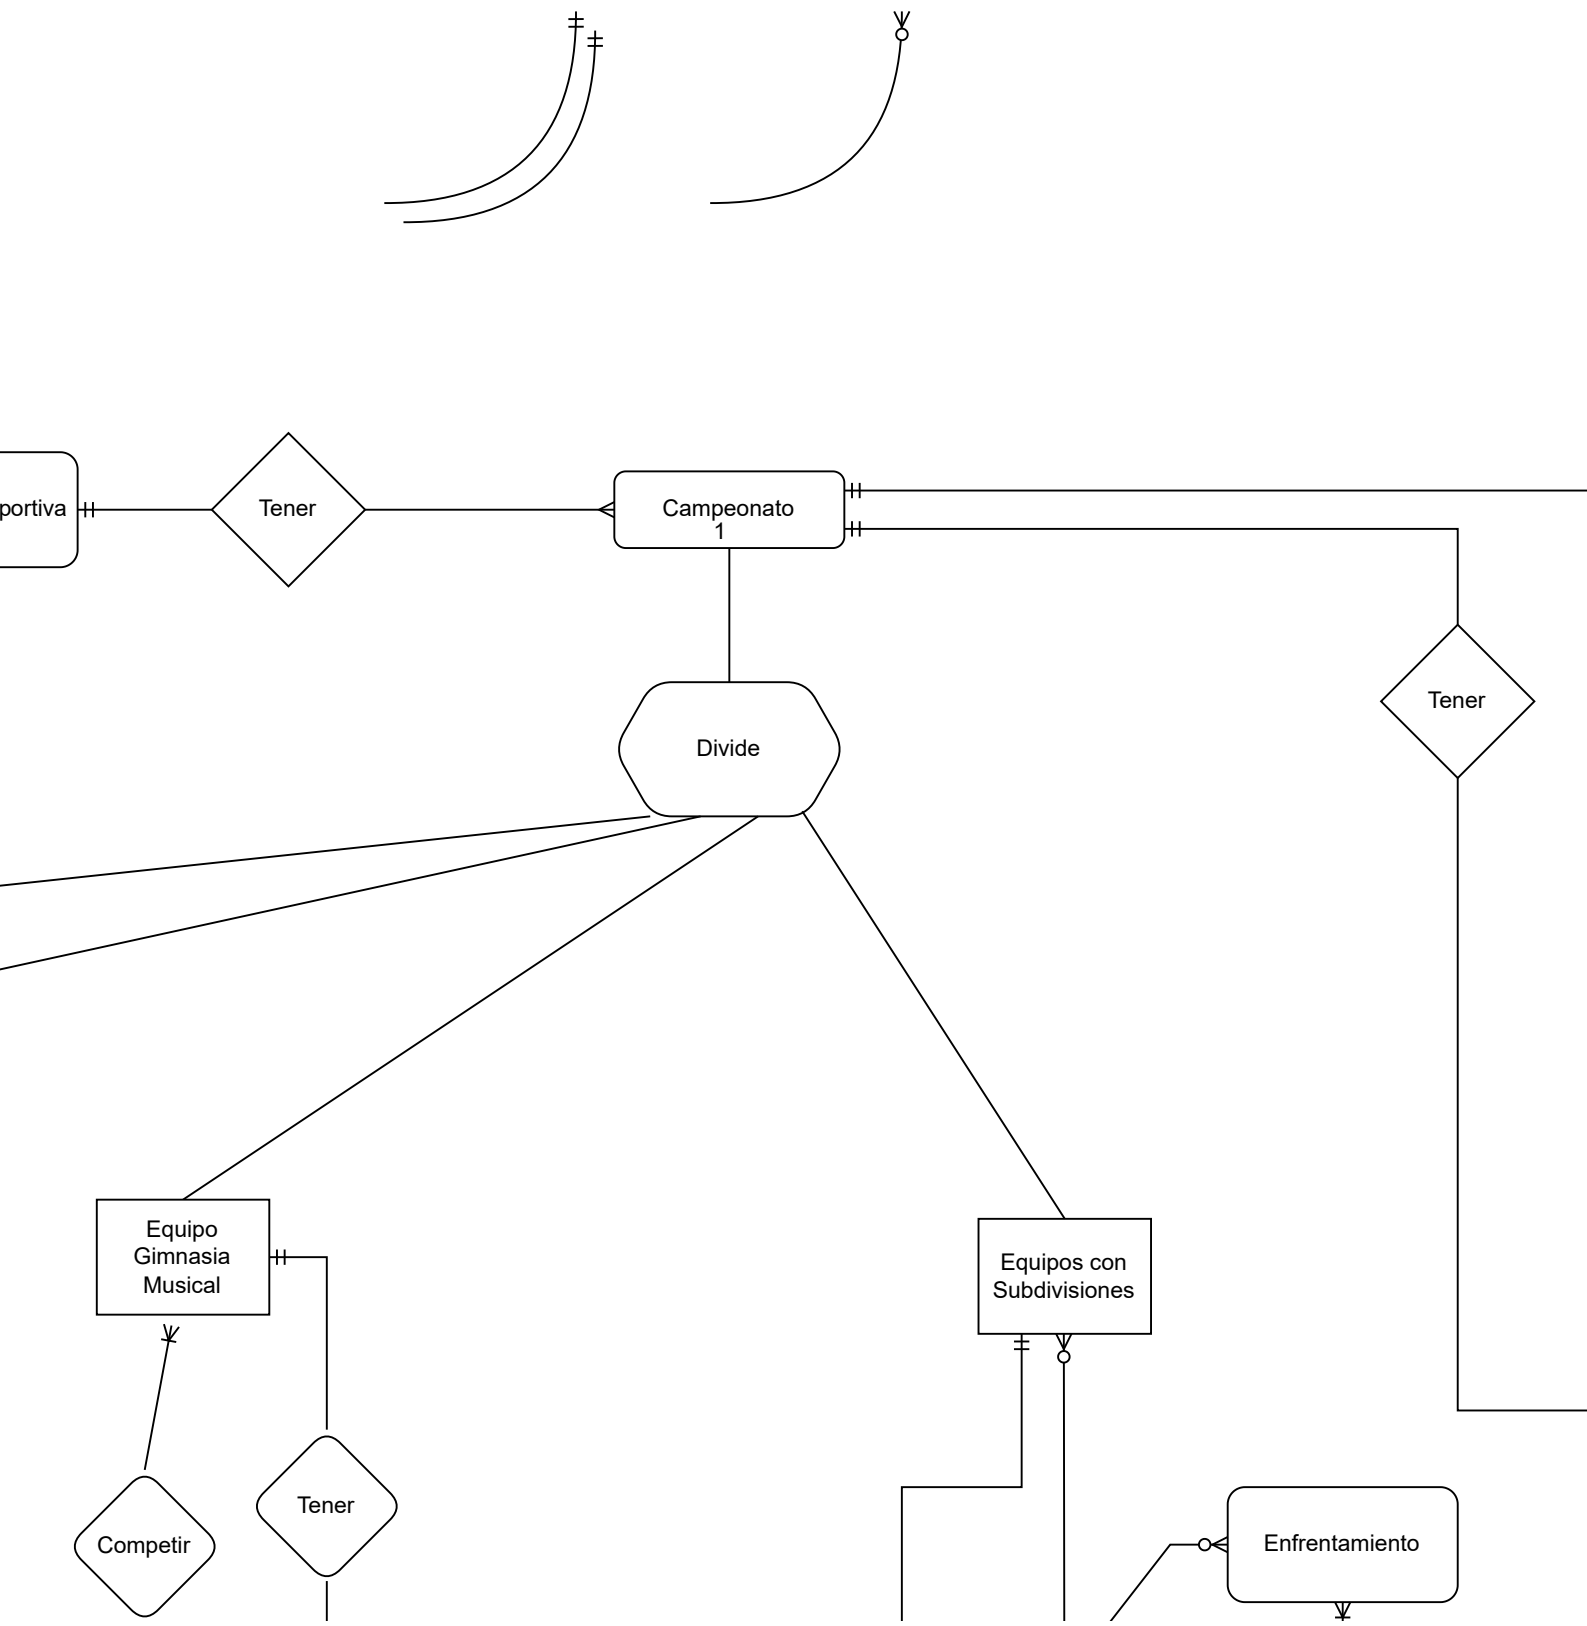 portiva
Tener
Campeonato
1
Tener
Divide
Equipo
Gimnasia
Musical
Equipos con
Subdivisiones
Tener
Competir
Enfrentamiento